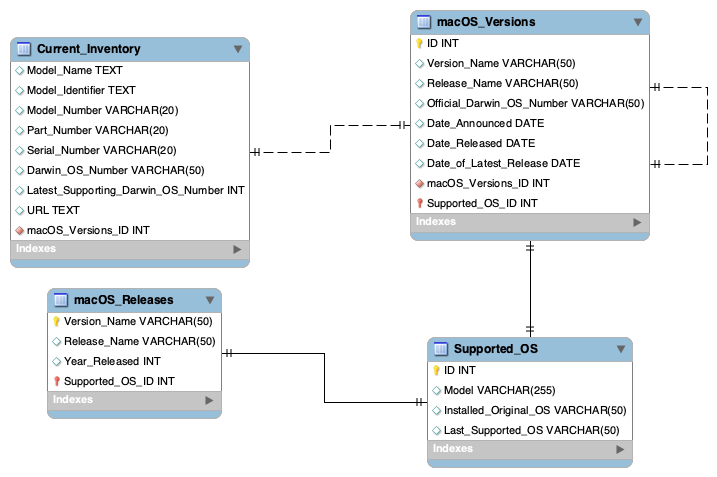 Current_Inventory
Model_Name TEXT
Model_Identifier TEXT
Model_Number VARCHAR(20)
Part_Number VARCHAR(20)
Serial_Number VARCHAR(20)
Darwin_OS_Number VARCHAR(50)
Latest_Supporting_Darwin_OS_Number INT
URL TEXT
macOS_Versions_ID INT
Indexes
macOS_Versions
ID INT
Version_Name VARCHAR(50)
Release_Name VARCHAR(50)
Official_Darwin_OS_Number VARCHAR(50)
Date_Announced DATE
Date_Released DATE
Date_of_Latest_Release DATE
macOS_Versions_ID INT
Supported_OS_ID INT
Indexes
macOS_Releases
Version_Name VARCHAR(50)
Release_Name VARCHAR(50)
Year_Released INT
Supported_OS_ID INT
Indexes
Supported_OS
ID INT
Model VARCHAR(255)
Installed_Original_OS VARCHAR(50)
Last_Supported_OS VARCHAR(50)
Indexes